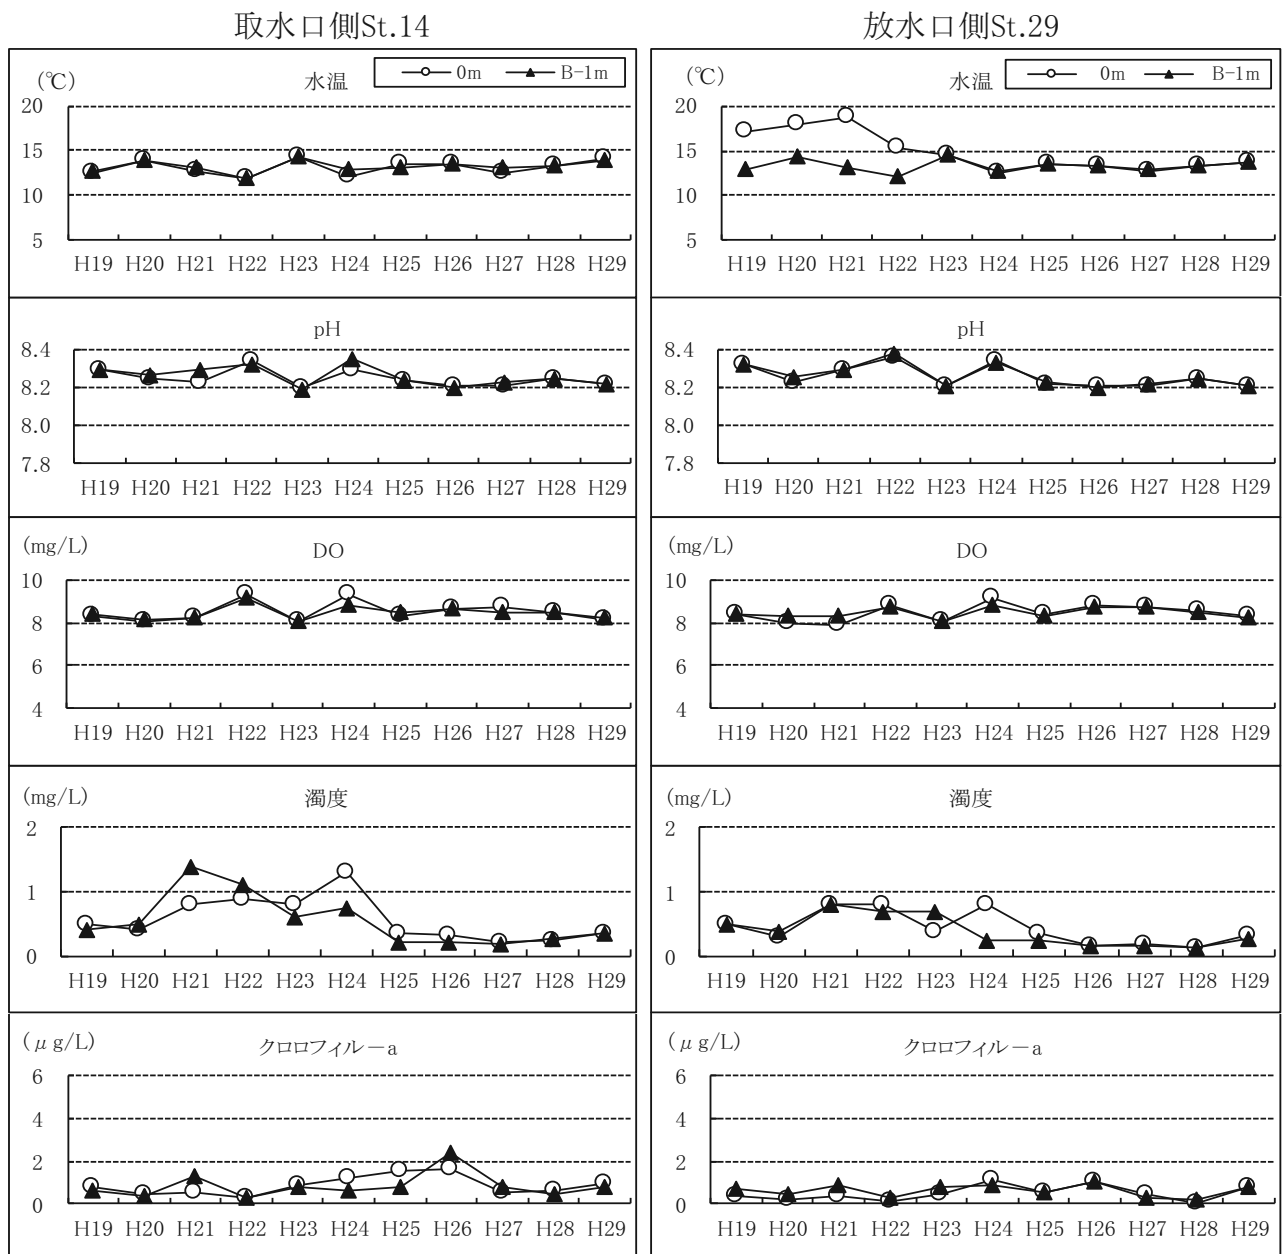 取水口側St.14
(℃)
水温
0m B-1m
20
15
10
5
H19 H20 H21 H22 H23 H24 H25 H26 H27 H28 H29
pH
8.4
8.2
8.0
7.8
H19 H20 H21 H22 H23 H24 H25 H26 H27 H28 H29
(mg/L)
DO
10
8
6
4
H19 H20 H21 H22 H23 H24 H25 H26 H27 H28 H29
(mg/L)
濁度
2
1
0
H19 H20 H21 H22 H23 H24 H25 H26 H27 H28 H29
(μg/L)
クロロフィル－a
6
4
2
0
H19 H20 H21 H22 H23 H24 H25 H26 H27 H28 H29
放水口側St.29
(℃)
水温
0m B-1m
20
15
10
5
H19 H20 H21 H22 H23 H24 H25 H26 H27 H28 H29
pH
8.4
8.2
8.0
7.8
H19 H20 H21 H22 H23 H24 H25 H26 H27 H28 H29
(mg/L)
DO
10
8
6
4
H19 H20 H21 H22 H23 H24 H25 H26 H27 H28 H29
(mg/L)
濁度
2
1
0
H19 H20 H21 H22 H23 H24 H25 H26 H27 H28 H29
(μg/L)
クロロフィル－a
6
4
2
0
H19 H20 H21 H22 H23 H24 H25 H26 H27 H28 H29